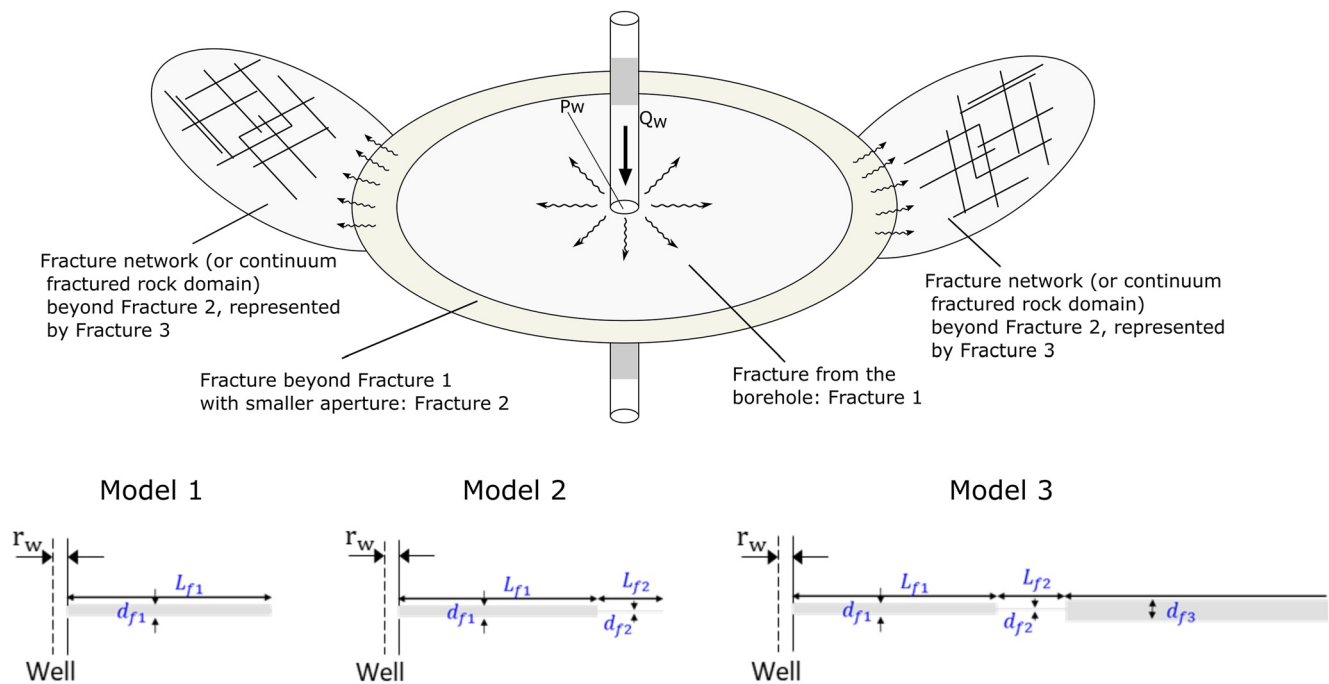 Pw
Qw
Fracture network (or continuum
fractured rock domain)
beyond Fracture 2, represented
by Fracture 3
Fracture network (or continuum
fractured rock domain)
beyond Fracture 2, represented
by Fracture 3
Fracture beyond Fracture 1
with smaller aperture: Fracture 2
Fracture from the
borehole: Fracture 1
Model 1
rw
Lf1
df1
Well
Model 2
rw
Lf1
Lf2
df1
df2
Well
Model 3
rw
Lf1
Lf2
df1
df2
df3
Well